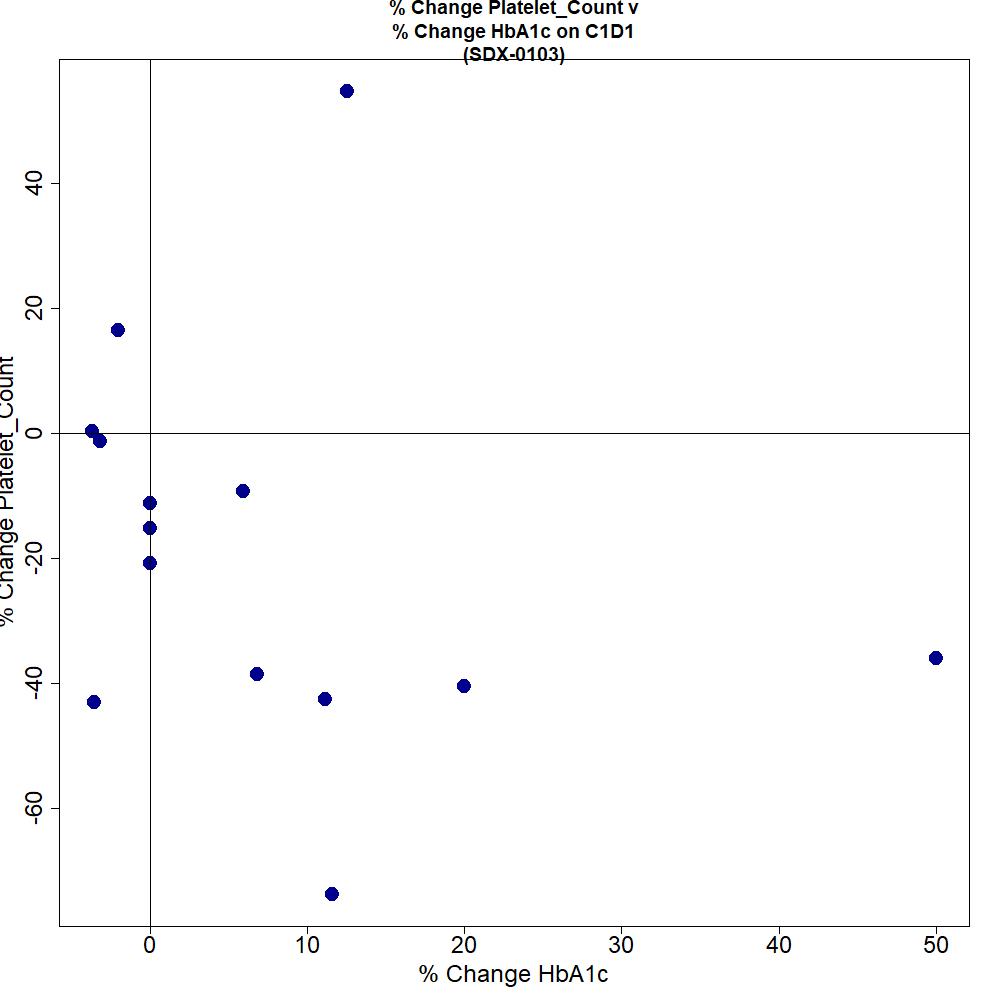 % Change Platelet_Count v
% Change HbA1c on C1D1
(SDX-0103)
% Change Platelet_Count
40
20
0
-20
-40
-60
0 10 20 30 40 50
% Change HbA1c